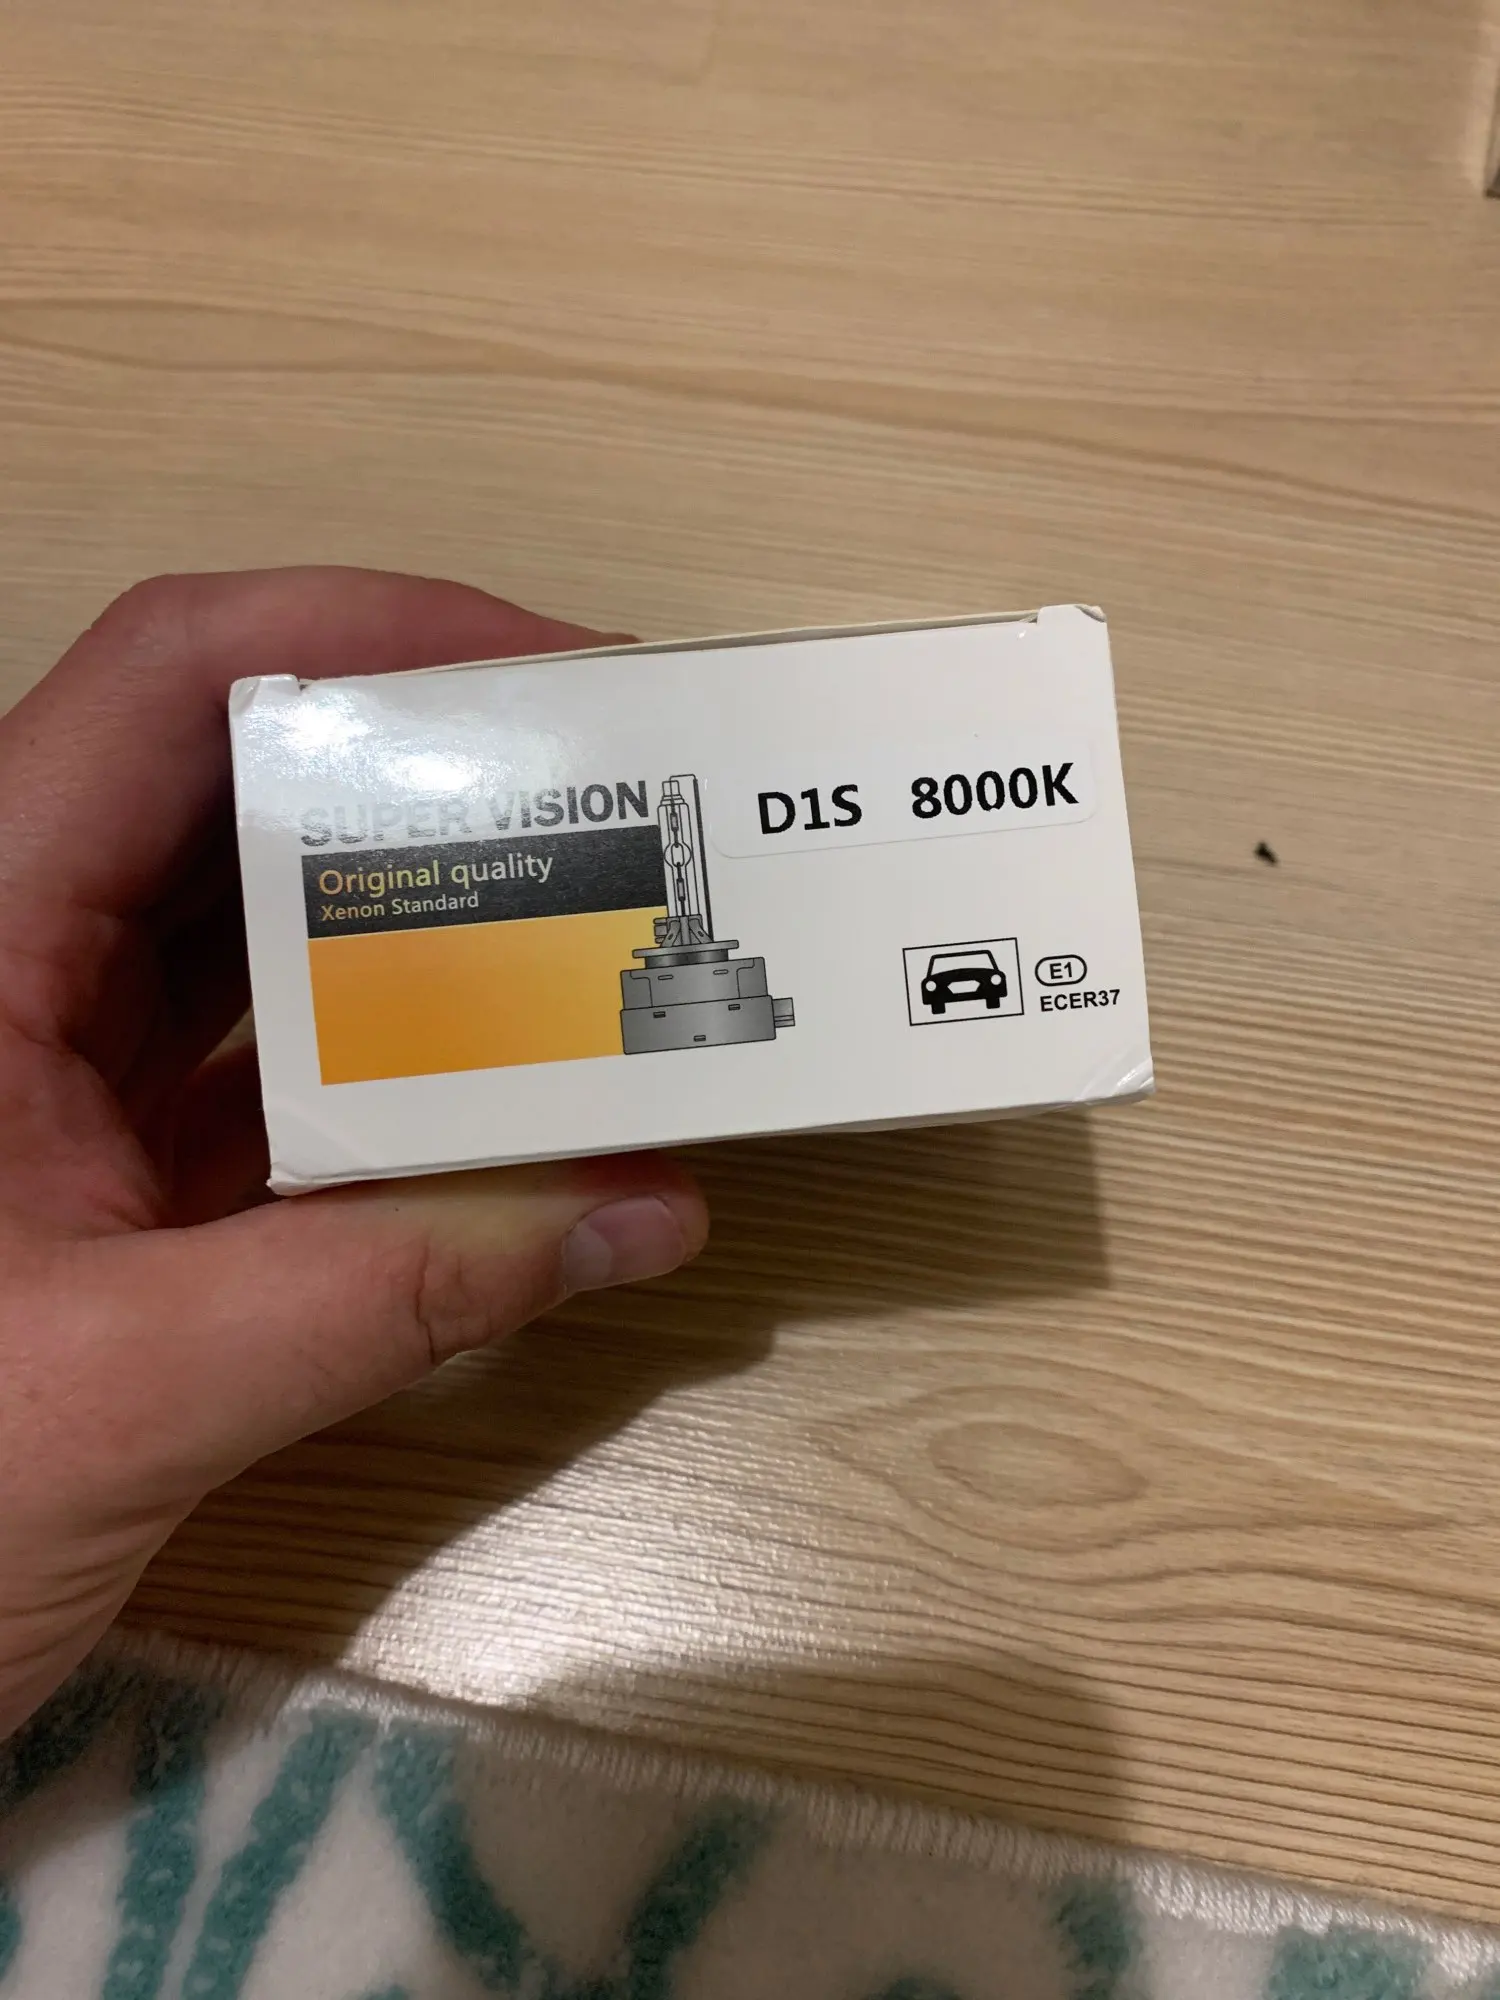 SUPER VISION
Original quality
Xenon Standard
D1S 8000K
E1
ECER37